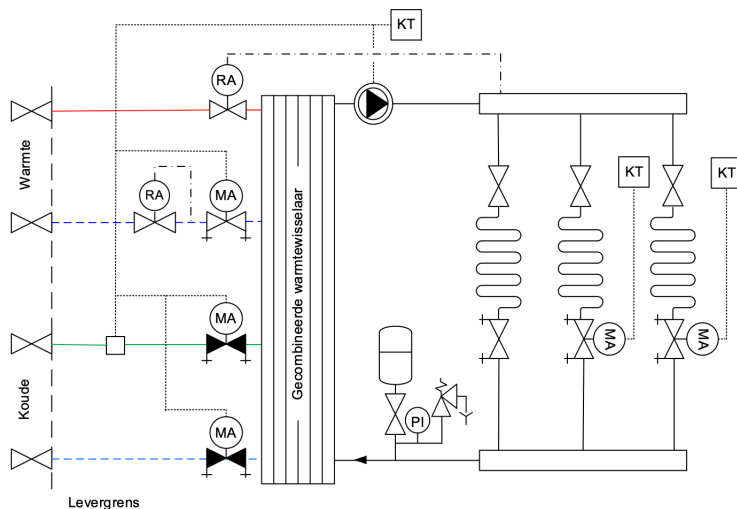 KT
RA
Warmte
RA
MA
KT
KT
Gecombineerde warmtewisselaar
MA
MA
MA
Koude
PI
MA
Levergrens